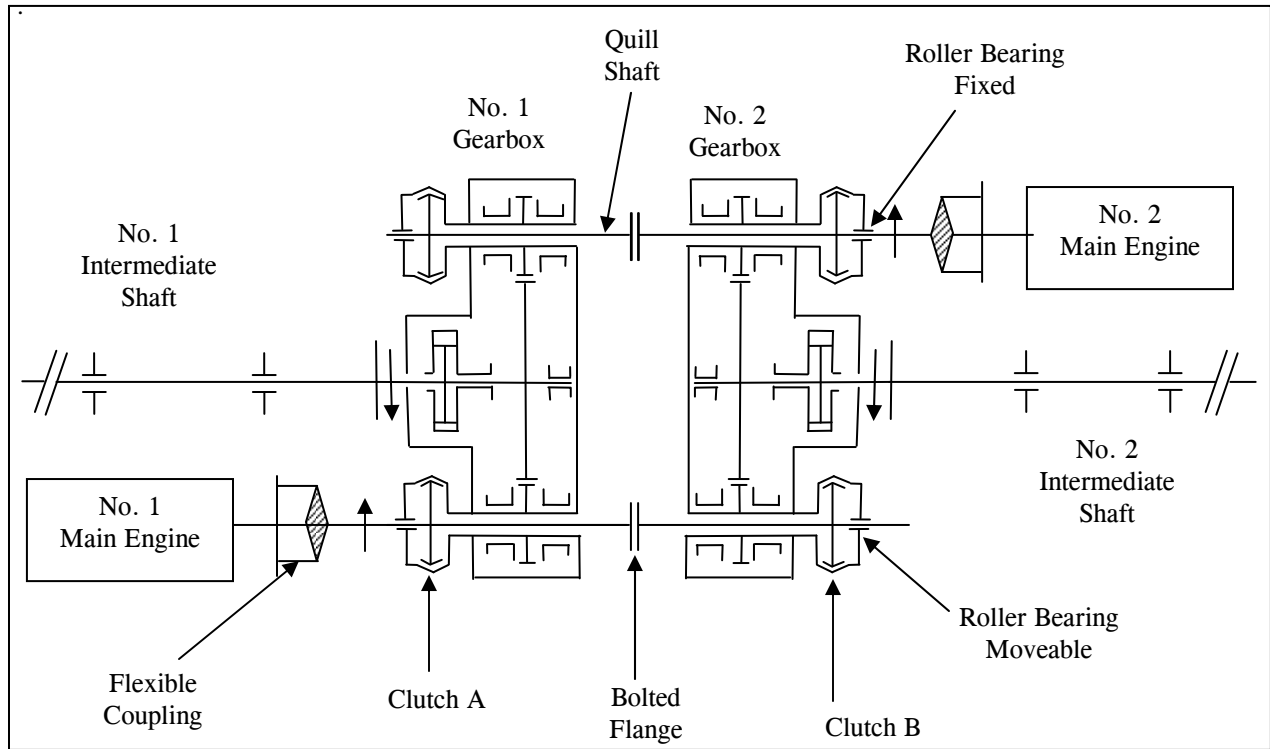 Quill
Shaft
Roller Bearing
Fixed
No. 1
Gearbox
No. 2
Gearbox
No. 1
Intermediate
Shaft
No. 2
Main Engine
No. 1
Main Engine
No. 2
Intermediate
Shaft
Flexible
Coupling
Clutch A
Bolted
Flange
Clutch B
Roller Bearing
Moveable